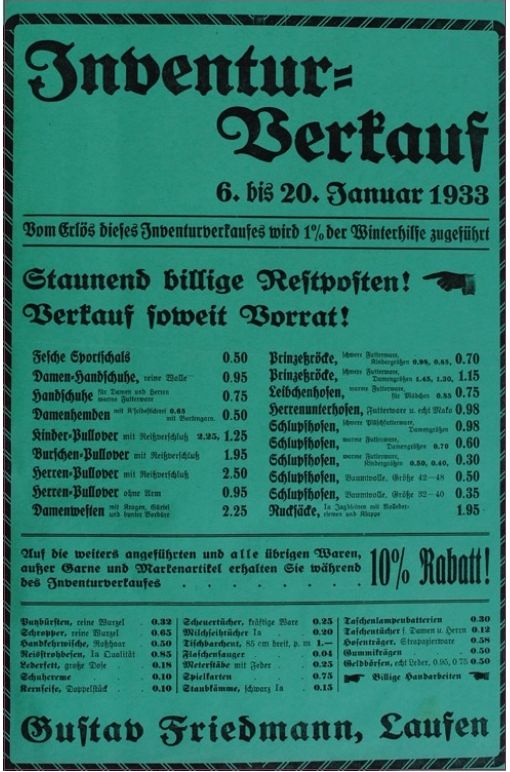 Inventur=
Verkauf
6. bis 20. Januar 1933
Vom Erlös dieses Inventurverkaufes wird 1% der Winterhilfe zugeführt
Staunend billige Restposten!
Verkauf soweit Vorrat!
Fesche Sportschals 0.50
Damen=Handschuhe, reine Wolle 0.95
Handschuhe für Damen und Herren warme Futterware 0.75
Damenhemden mit Achselstickerei 0.65 mit Barkengarn. 0.50
Kinder=Pullover mit Reißverschluß 2.25, 1.25
Burschen=Pullover mit Reißverschluß 1.95
Herren=Pullover mit Reißverschluß 2.50
Herren=Pullover ohne Arm 0.95
Damenwesten mit Kragen, Gürtel und bunter Bordüre 2.25
Prinzeßröcke, schwere Futterware, Kindergrößen 0.98, 0.85, 0.70
Prinzeßröcke, schwere Futterware, Damengrößen 1.45, 1.30, 1.15
Leibchenhosen, warme Futterware für Mädchen 0.85 0.75
Herrenunterhosen, Futterware u. echt Mako 0.98
Schlupfhosen, schwere Plüschfutterware, Damengrößen 0.98
Schlupfhosen, warme Futterware, Damengrößen 0.70 0.60
Schlupfhosen, warme Futterware, Kindergrößen 0.50, 0.40, 0.30
Schlupfhosen, Baumwolle, Größe 42—48 0.50
Schlupfhosen, Baumwolle, Größe 32—40 0.35
Rucksäcke, In Jagdleinen mit riemen und Klappe 1.95
Auf die weiters angeführten und alle übrigen Waren,
außer Garne und Markenartikel erhalten Sie während
des Inventurverkaufes . . . . . . .
10% Rabatt!
Putzbürsten, reine Wurzel 0.32
Schropper, reine Wurzel 0.65
Handkehrwische, Roßhaar 0.50
Reisstrohbesen, Ia Qualität 0.85
Lederfett, große Dose 0.18
Schuhcreme 0.10
Kernseife, Doppelstück 0.10
Scheuertücher, kräftige Ware 0.25
Milchseihtücher Ia 0.20
Tischbarchent, 85 cm breit, p. m 1.—
Flaschensauger 0.04
Meterstäbe mit Feder 0.25
Spielkarten 0.75
Staubkämme, schwarz Ia 0.15
Taschenlampenbatterien 0.30
Taschentücher f. Damen u. Herrn 0.12
Hosenträger, Strapazierware 0.58
Gummikrägen 0.50
Geldbörsen, echt Leder, 0.95, 0.75 0.50
Billige Handarbeiten
Gustav Friedmann, Laufen